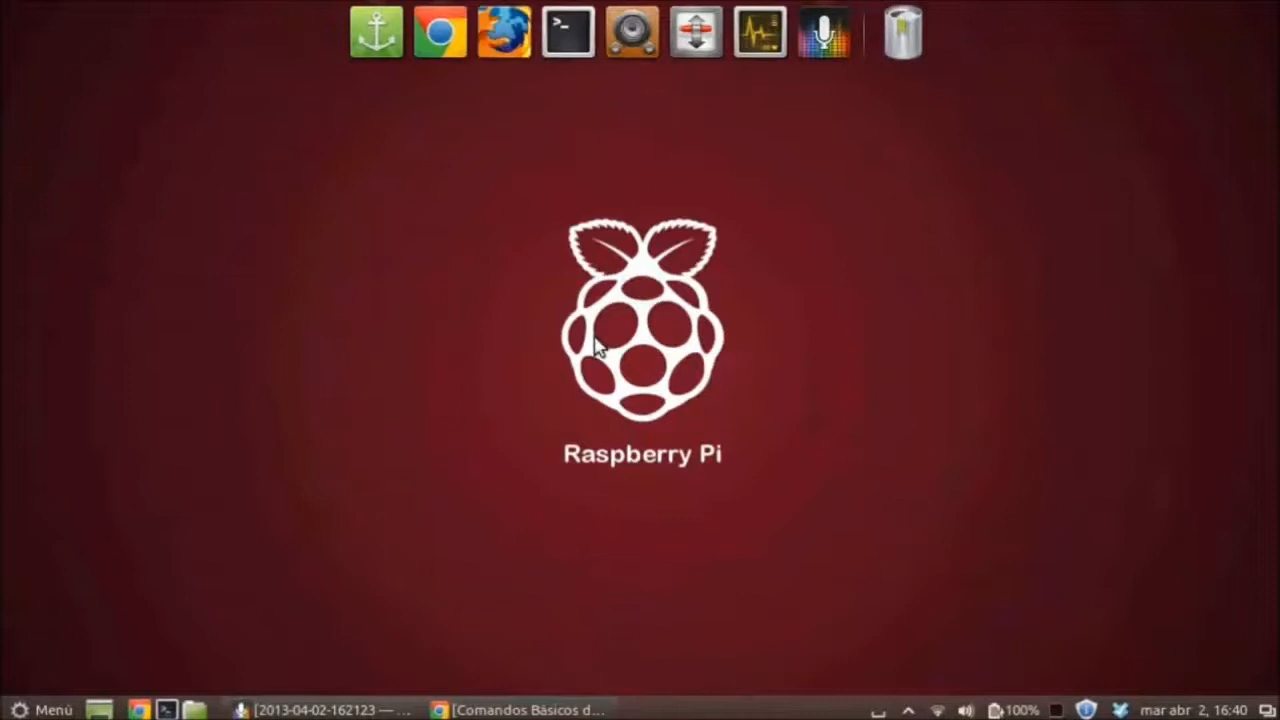 >_
Raspberry Pi
Menú
[2013-04-02-162123 — ...
[Comandos Básicos d...
100%
mar abr 2, 16:40